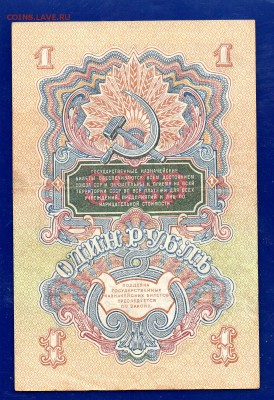 COINS.LAVE.RU
1 1
ГОСУДАРСТВЕННЫЕ КАЗНАЧЕЙСКИЕ
БИЛЕТЫ ОБЕСПЕЧИВАЮТСЯ ВСЕМ ДОСТОЯНИЕМ
СОЮЗА ССР И ОБЯЗАТЕЛЬНЫ К ПРИЕМУ НА ВСЕЙ
ТЕРРИТОРИИ СССР ВО ВСЕ ПЛАТЕЖИ ДЛЯ ВСЕХ
УЧРЕЖДЕНИЙ, ПРЕДПРИЯТИЙ И ЛИЦ ПО
НАРИЦАТЕЛЬНОЙ СТОИМОСТИ.
ОДИН РУБЛЬ
ПОДДЕЛКА
ГОСУДАРСТВЕННЫХ
КАЗНАЧЕЙСКИХ БИЛЕТОВ
ПРЕСЛЕДУЕТСЯ
ПО ЗАКОНУ.
1 1